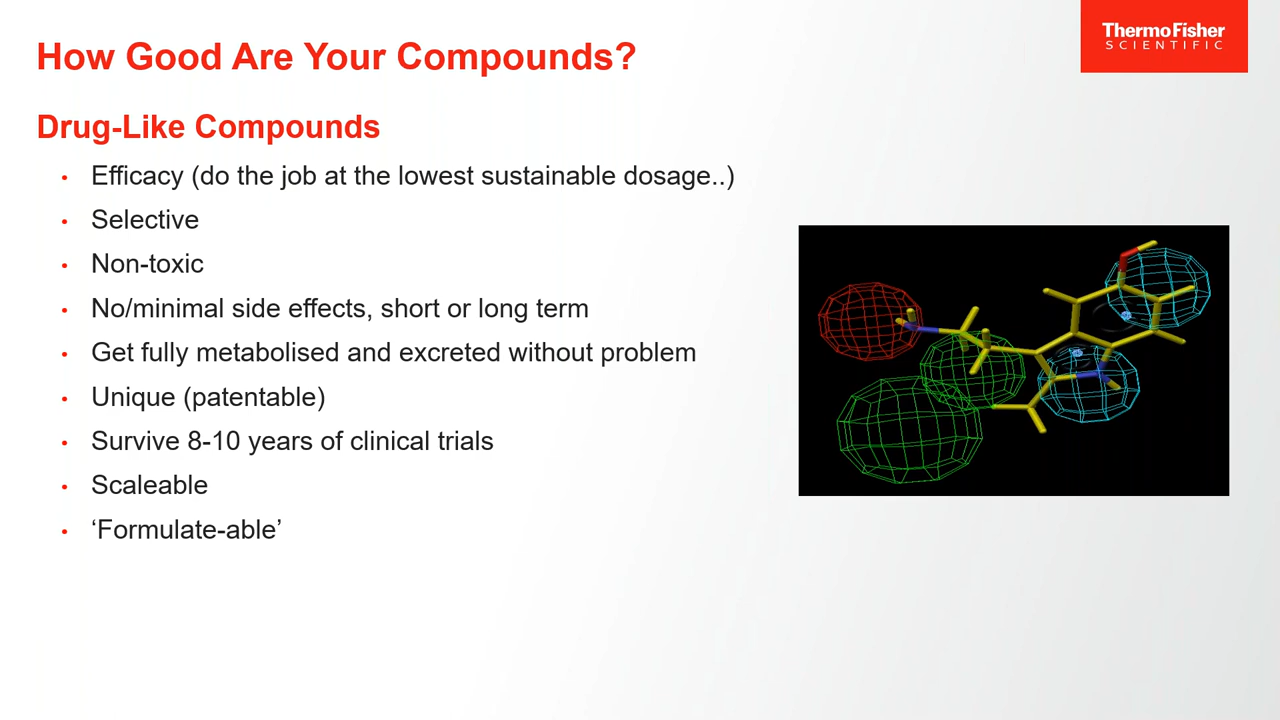 How Good Are Your Compounds?
ThermoFisher
SCIENTIFIC
Drug-Like Compounds
• Efficacy (do the job at the lowest sustainable dosage..)
• Selective
• Non-toxic
• No/minimal side effects, short or long term
• Get fully metabolised and excreted without problem
• Unique (patentable)
• Survive 8-10 years of clinical trials
• Scaleable
• ‘Formulate-able’